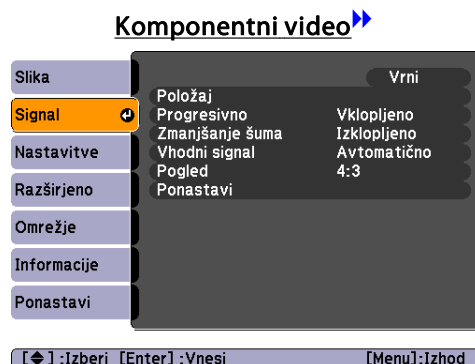 Komponentni video
Slika
Signal
Nastavitve
Razširjeno
Omrežje
Informacije
Ponastavi
Vrni
Položaj
Progresivno Vklopljeno
Zmanjšanje šuma Izklopljeno
Vhodni signal Avtomatično
Pogled 4:3
Ponastavi
[ ] :Izberi [Enter] :Vnesi [Menu]:Izhod